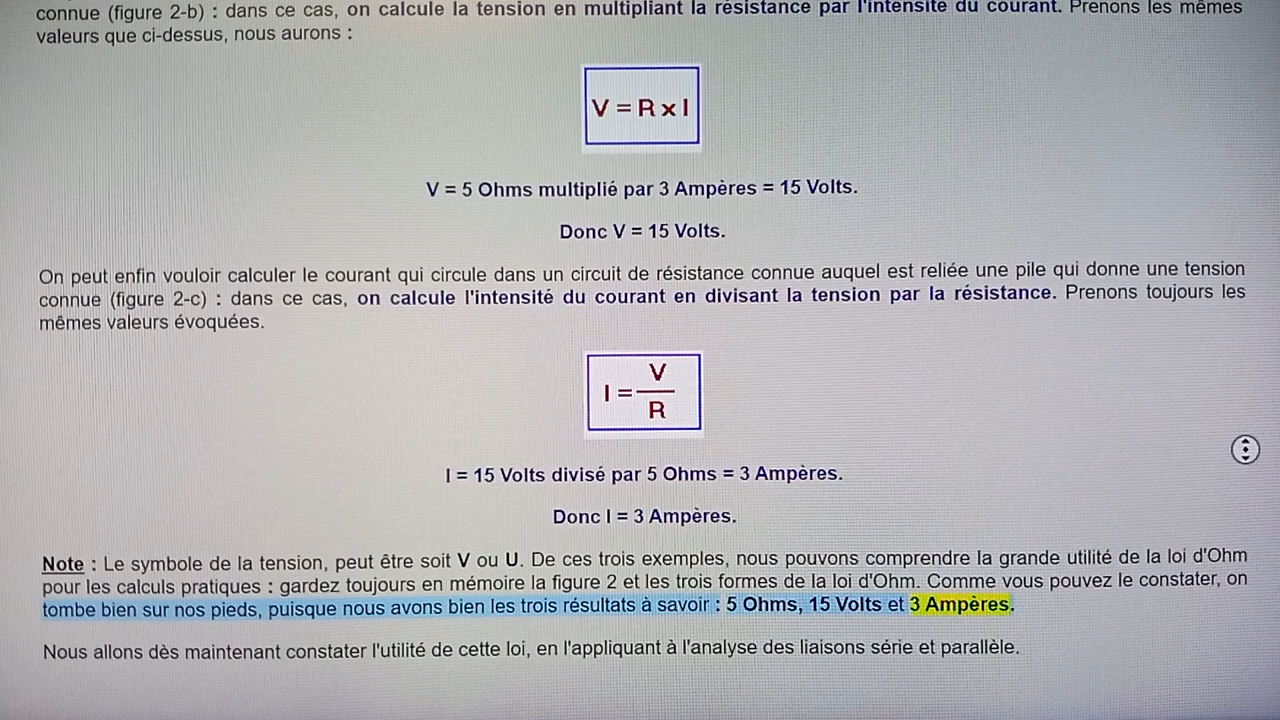 connue (figure 2-b) : dans ce cas, on calcule la tension en multipliant la résistance par l'intensité du courant. Prenons les mêmes
valeurs que ci-dessus, nous aurons :
V = R x I
V = 5 Ohms multiplié par 3 Ampères = 15 Volts.
Donc V = 15 Volts.
On peut enfin vouloir calculer le courant qui circule dans un circuit de résistance connue auquel est reliée une pile qui donne une tension
connue (figure 2-c) : dans ce cas, on calcule l'intensité du courant en divisant la tension par la résistance. Prenons toujours les
mêmes valeurs évoquées.
V
I =
R
I = 15 Volts divisé par 5 Ohms = 3 Ampères.
Donc I = 3 Ampères.
Note : Le symbole de la tension, peut être soit V ou U. De ces trois exemples, nous pouvons comprendre la grande utilité de la loi d'Ohm
pour les calculs pratiques : gardez toujours en mémoire la figure 2 et les trois formes de la loi d'Ohm. Comme vous pouvez le constater, on
tombe bien sur nos pieds, puisque nous avons bien les trois résultats à savoir : 5 Ohms, 15 Volts et 3 Ampères.
Nous allons dès maintenant constater l'utilité de cette loi, en l'appliquant à l'analyse des liaisons série et parallèle.